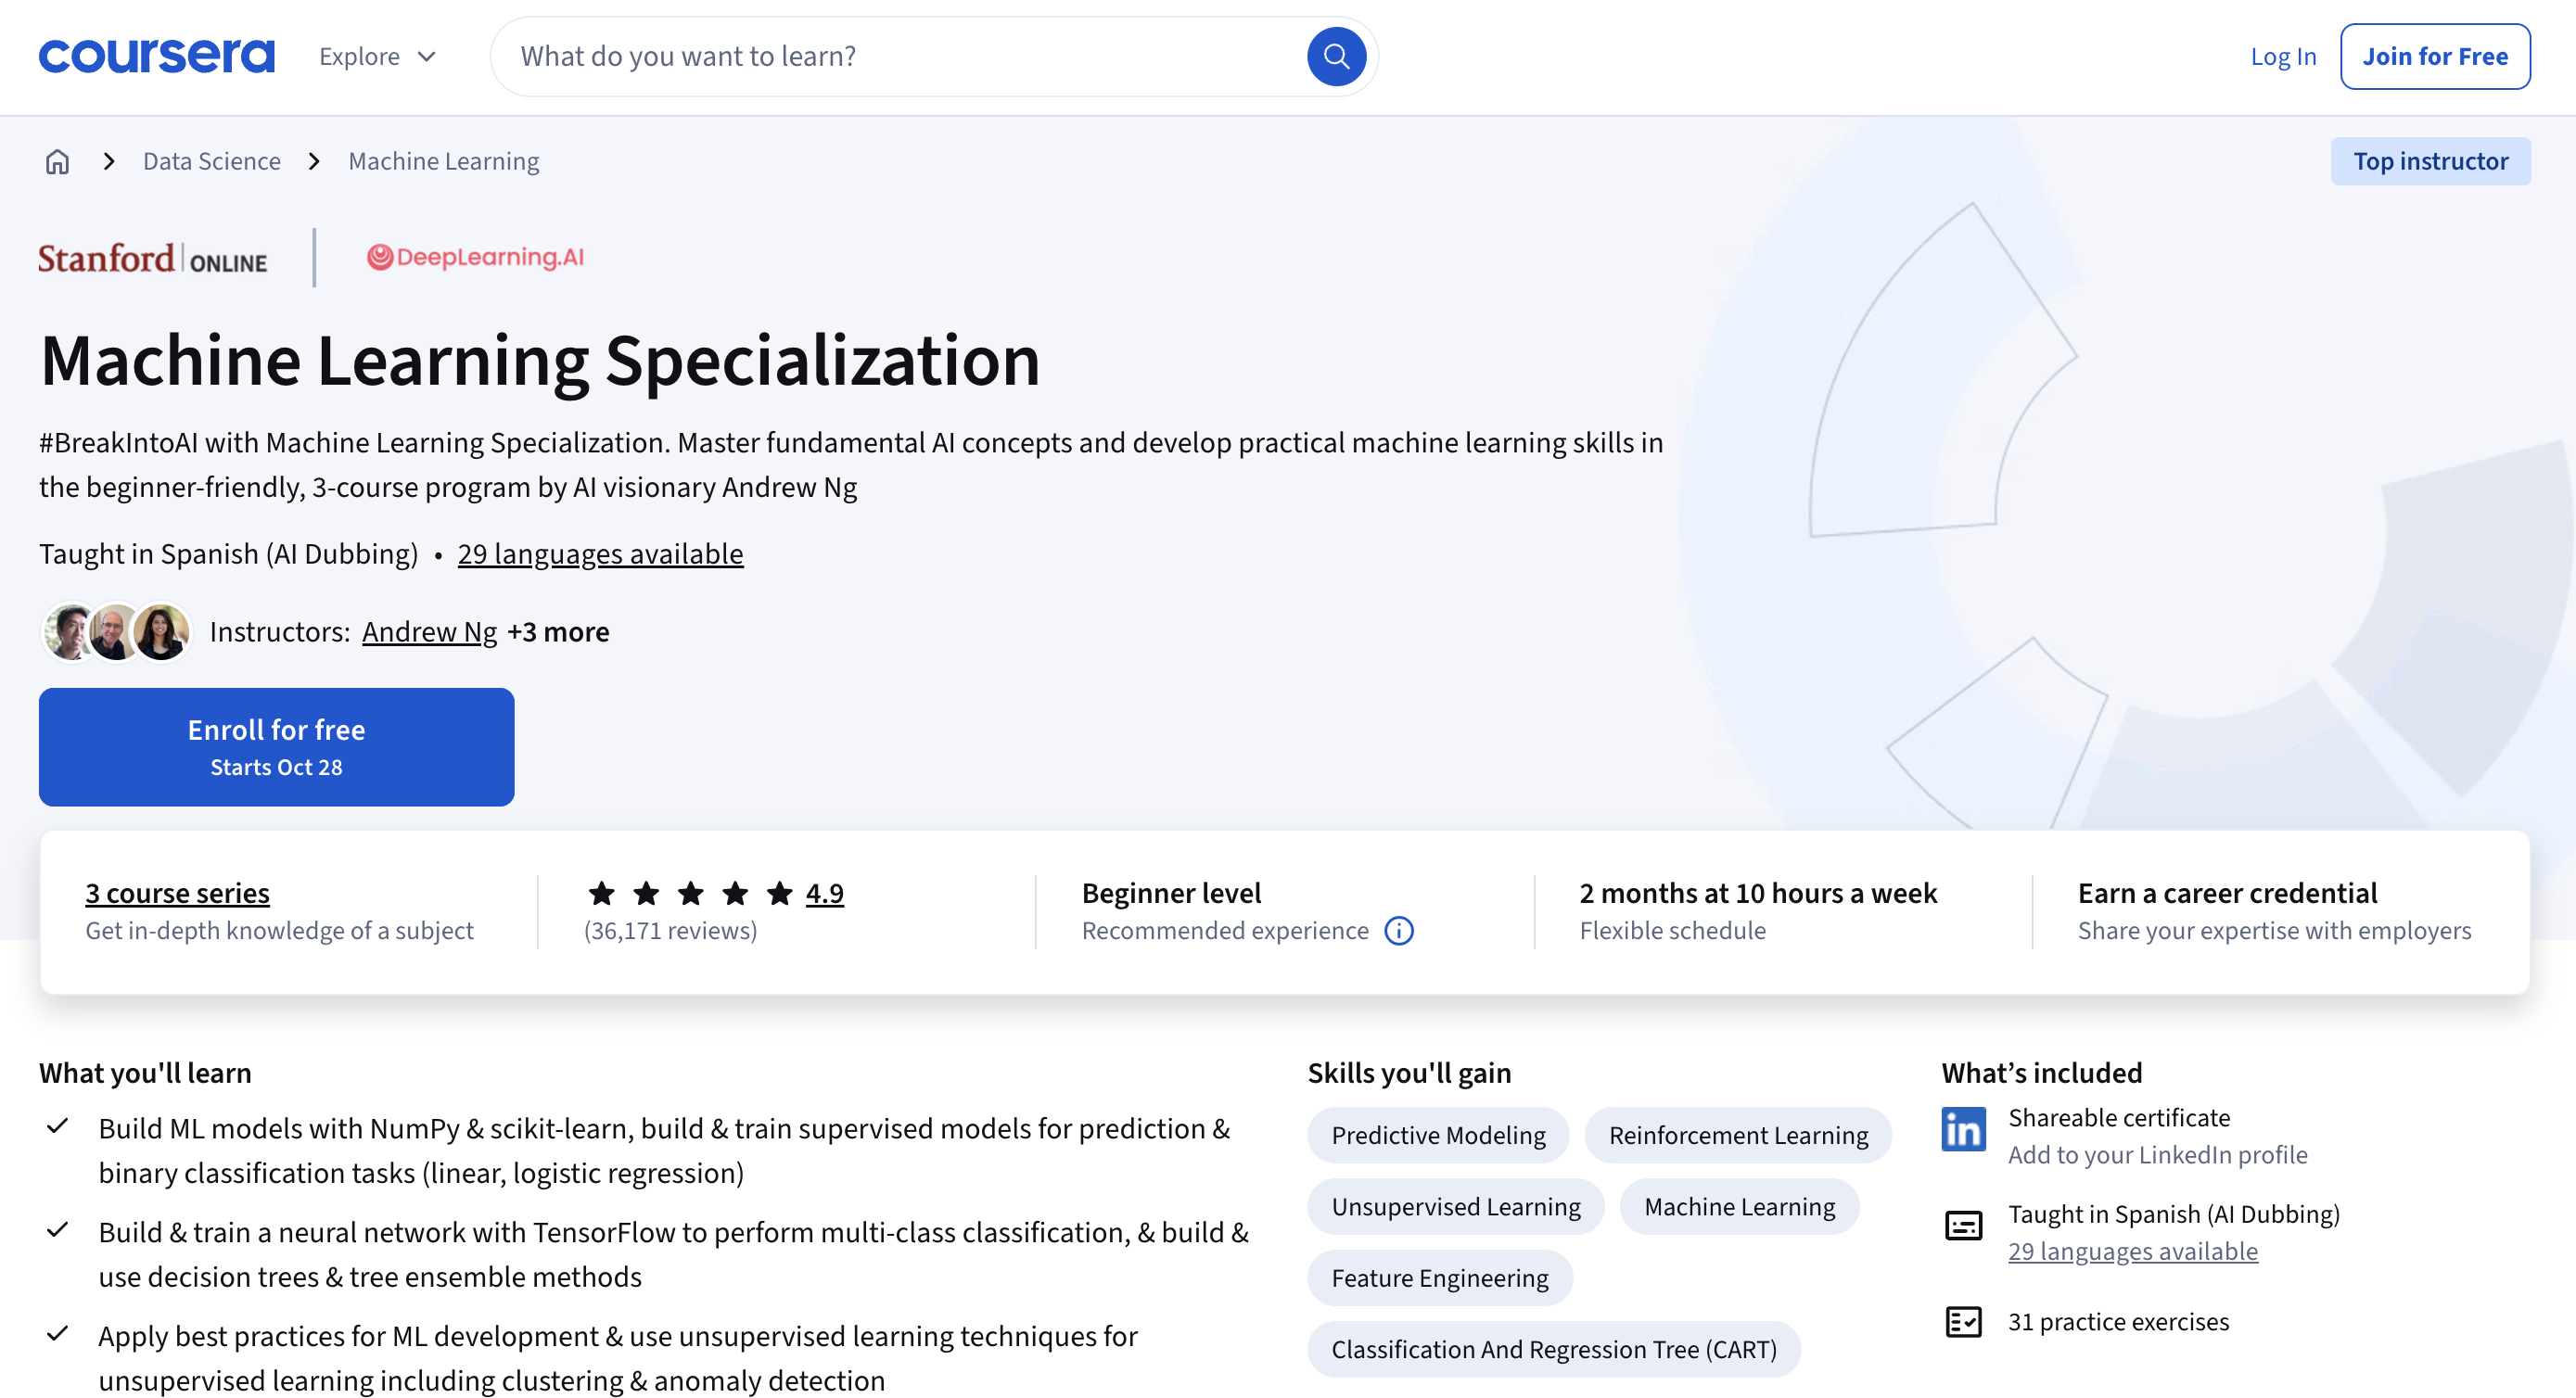 coursera
Explore
What do you want to learn?
Log In
Join for Free
Data Science
Machine Learning
Top instructor
Stanford | ONLINE
DeepLearning.AI
Machine Learning Specialization
#BreakIntoAI with Machine Learning Specialization. Master fundamental AI concepts and develop practical machine learning skills in
the beginner-friendly, 3-course program by AI visionary Andrew Ng
Taught in Spanish (AI Dubbing) • 29 languages available
Instructors: Andrew Ng +3 more
Enroll for free
Starts Oct 28
3 course series
Get in-depth knowledge of a subject
4.9
(36,171 reviews)
Beginner level
Recommended experience
2 months at 10 hours a week
Flexible schedule
Earn a career credential
Share your expertise with employers
What you'll learn
Build ML models with NumPy & scikit-learn, build & train supervised models for prediction &
binary classification tasks (linear, logistic regression)
Build & train a neural network with TensorFlow to perform multi-class classification, & build &
use decision trees & tree ensemble methods
Apply best practices for ML development & use unsupervised learning techniques for
unsupervised learning including clustering & anomaly detection
Skills you'll gain
Predictive Modeling
Reinforcement Learning
Unsupervised Learning
Machine Learning
Feature Engineering
Classification And Regression Tree (CART)
What’s included
in
Shareable certificate
Add to your LinkedIn profile
Taught in Spanish (AI Dubbing)
29 languages available
31 practice exercises